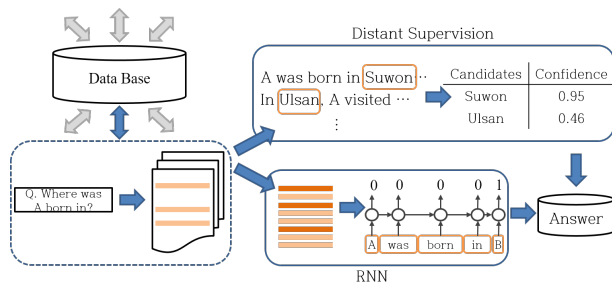 Distant Supervision
Data Base
A was born in Suwon…
In Ulsan, A visited …
⋮
Candidates Confidence
Suwon 0.95
Ulsan 0.46
Q. Where was
A born in?
0 0 0 0 1
A was born in B
Answer
RNN